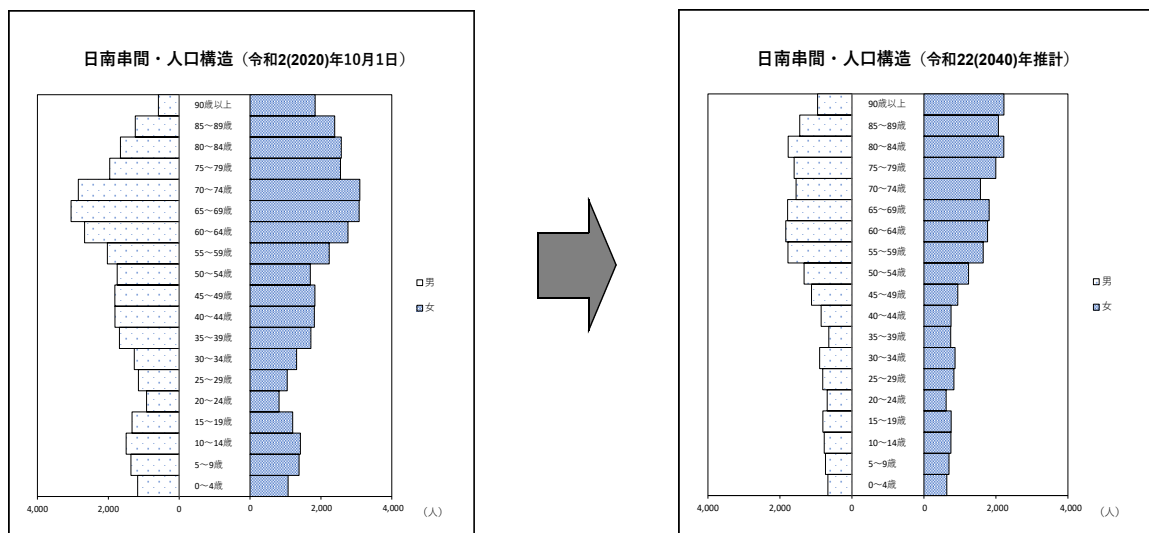 日南串間・人口構造（令和2(2020)年10月1日）
90歳以上
85～89歳
80～84歳
75～79歳
70～74歳
65～69歳
60～64歳
55～59歳
50～54歳
45～49歳
40～44歳
35～39歳
30～34歳
25～29歳
20～24歳
15～19歳
10～14歳
5～9歳
0～4歳
男
女
4,000 2,000 0 0 2,000 4,000 （人）
日南串間・人口構造（令和22(2040)年推計）
90歳以上
85～89歳
80～84歳
75～79歳
70～74歳
65～69歳
60～64歳
55～59歳
50～54歳
45～49歳
40～44歳
35～39歳
30～34歳
25～29歳
20～24歳
15～19歳
10～14歳
5～9歳
0～4歳
男
女
4,000 2,000 0 0 2,000 4,000 （人）